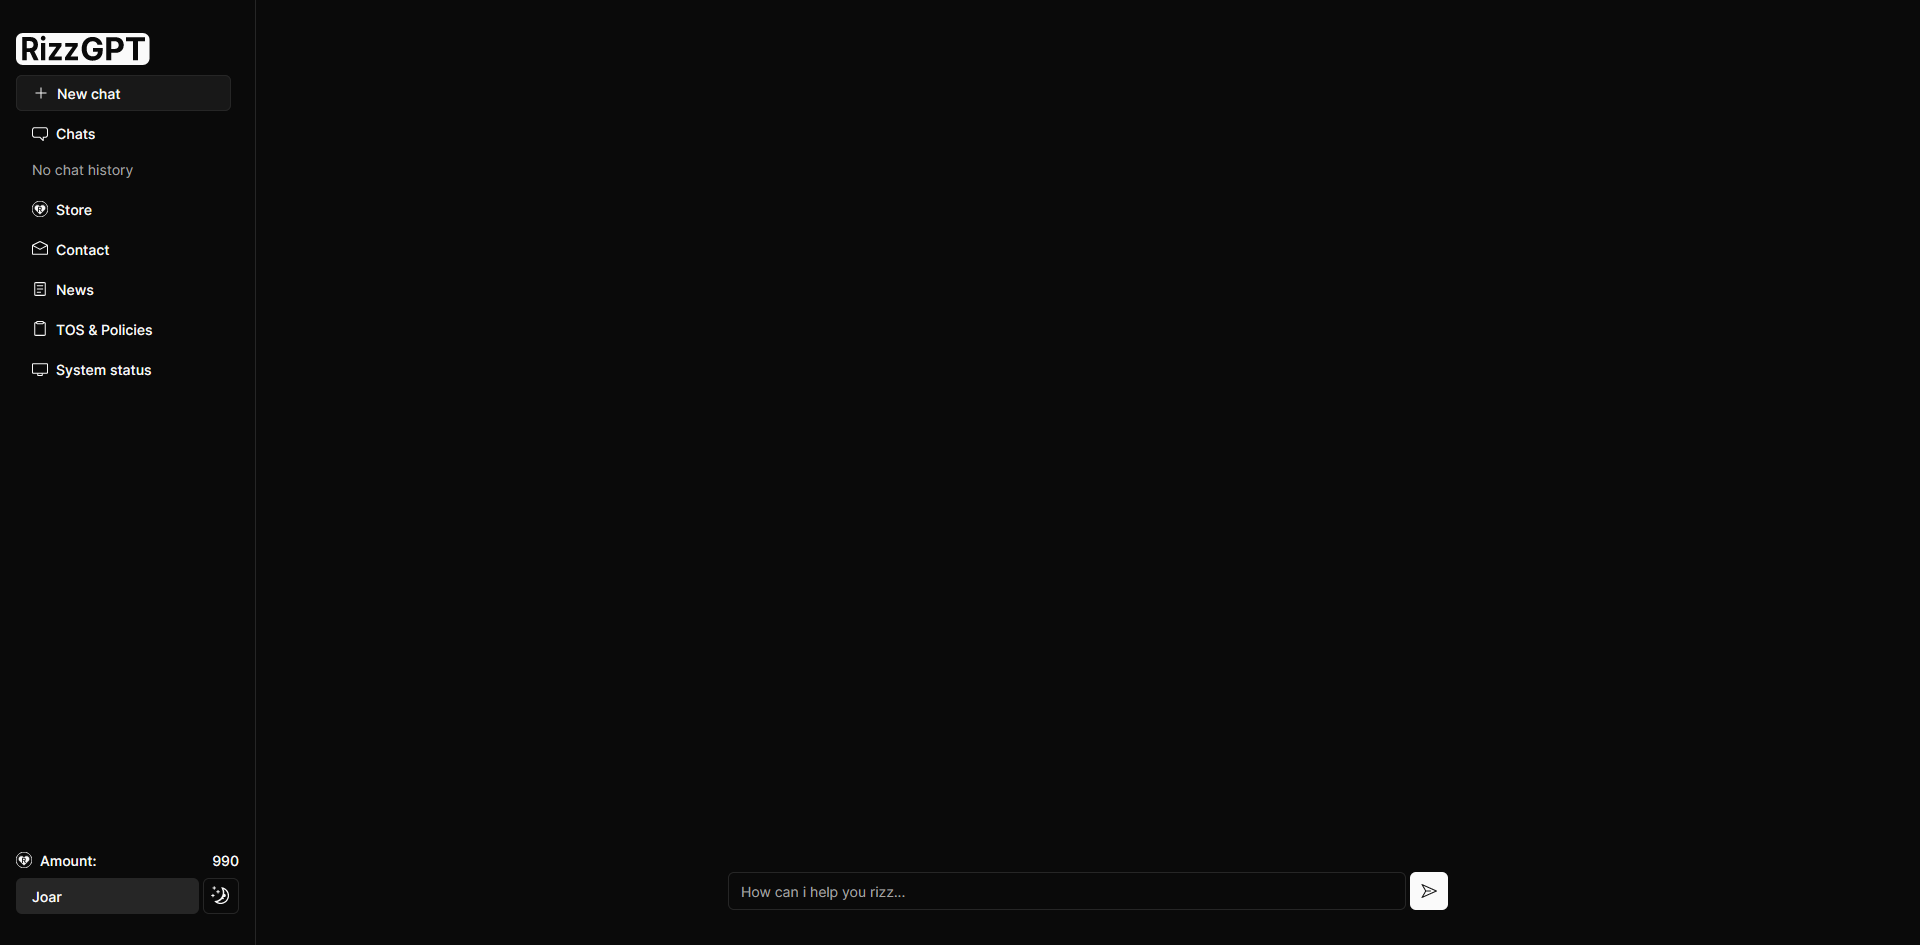 RizzGPT
New chat
Chats
No chat history
Store
Contact
News
TOS & Policies
System status
Amount: 990
Joar
How can i help you rizz...